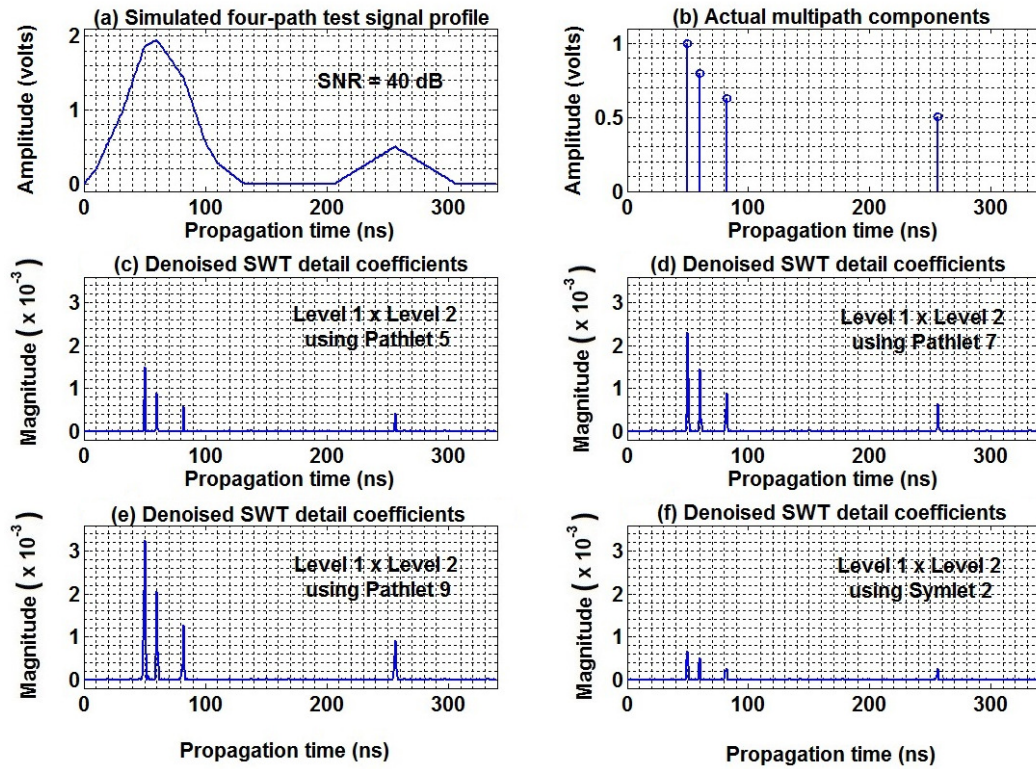 (a) Simulated four-path test signal profile
Amplitude (volts)
2
1
0
SNR = 40 dB
0 100 200 300
Propagation time (ns)
(b) Actual multipath components
Amplitude (volts)
1
0.5
0
0 100 200 300
Propagation time (ns)
(c) Denoised SWT detail coefficients
Magnitude ( x 10⁻³ )
3
2
1
0
Level 1 x Level 2
using Pathlet 5
0 100 200 300
Propagation time (ns)
(d) Denoised SWT detail coefficients
Magnitude ( x 10⁻³ )
3
2
1
0
Level 1 x Level 2
using Pathlet 7
0 100 200 300
Propagation time (ns)
(e) Denoised SWT detail coefficients
Magnitude ( x 10⁻³ )
3
2
1
0
Level 1 x Level 2
using Pathlet 9
0 100 200 300
Propagation time (ns)
(f) Denoised SWT detail coefficients
Magnitude ( x 10⁻³ )
3
2
1
0
Level 1 x Level 2
using Symlet 2
0 100 200 300
Propagation time (ns)